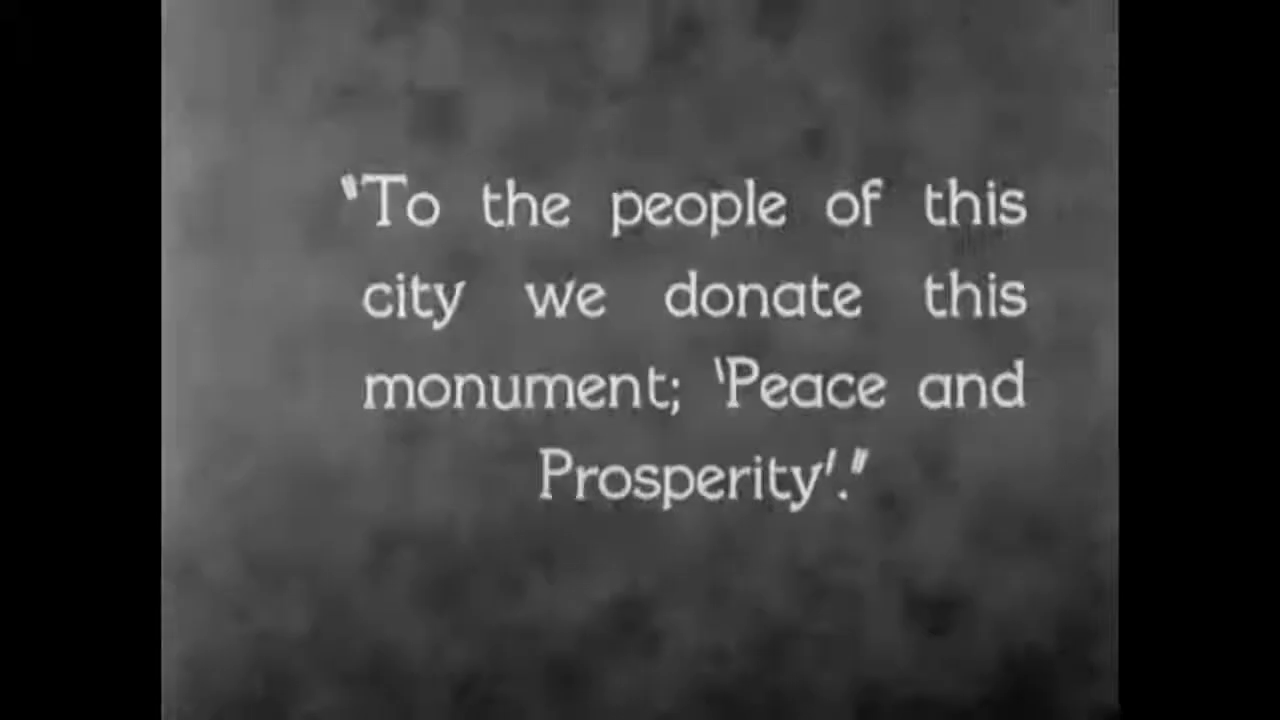 "To the people of this
city we donate this
monument; 'Peace and
Prosperity'."